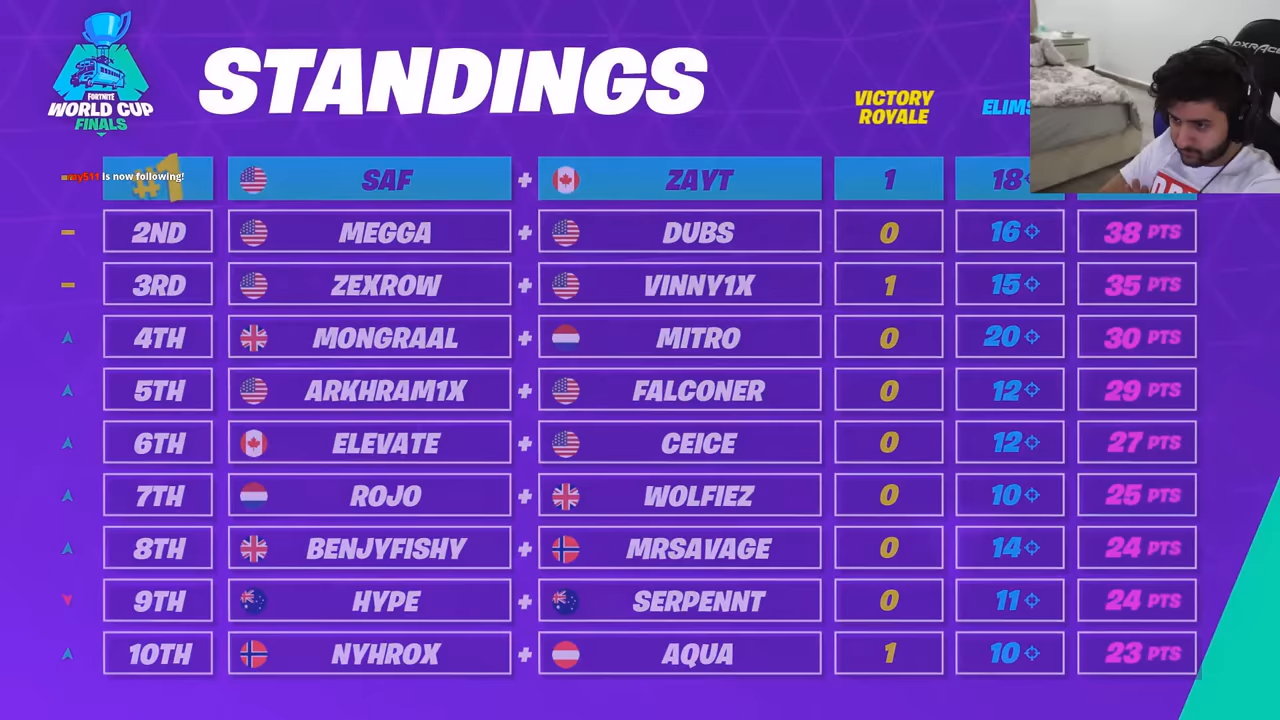 FORTNITE
WORLD CUP
FINALS
STANDINGS
VICTORY
ROYALE
ELIMS
is now following!
#1 SAF + ZAYT 1 18
2ND MEGGA + DUBS 0 16 38 PTS
3RD ZEXROW + VINNY1X 1 15 35 PTS
4TH MONGRAAL + MITRO 0 20 30 PTS
5TH ARKHRAM1X + FALCONER 0 12 29 PTS
6TH ELEVATE + CEICE 0 12 27 PTS
7TH ROJO + WOLFIEZ 0 10 25 PTS
8TH BENJYFISHY + MRSAVAGE 0 14 24 PTS
9TH HYPE + SERPENNT 0 11 24 PTS
10TH NYHROX + AQUA 1 10 23 PTS